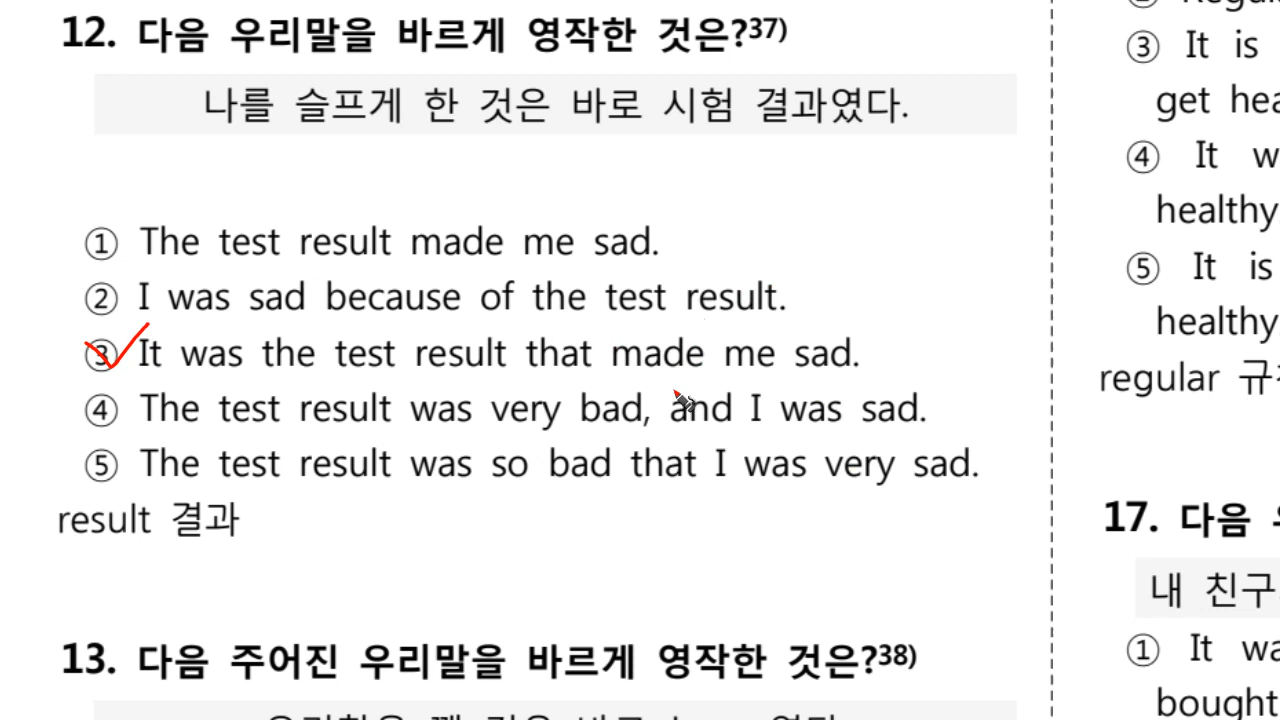 12. 다음 우리말을 바르게 영작한 것은?37)
나를 슬프게 한 것은 바로 시험 결과였다.
① The test result made me sad.
② I was sad because of the test result.
③ It was the test result that made me sad.
④ The test result was very bad, and I was sad.
⑤ The test result was so bad that I was very sad.
result 결과
13. 다음 주어진 우리말을 바르게 영작한 것은?38)
③ It is
get hea
④ It w
healthy
⑤ It is
healthy
regular
17. 다음
내 친구
① It wa
bought